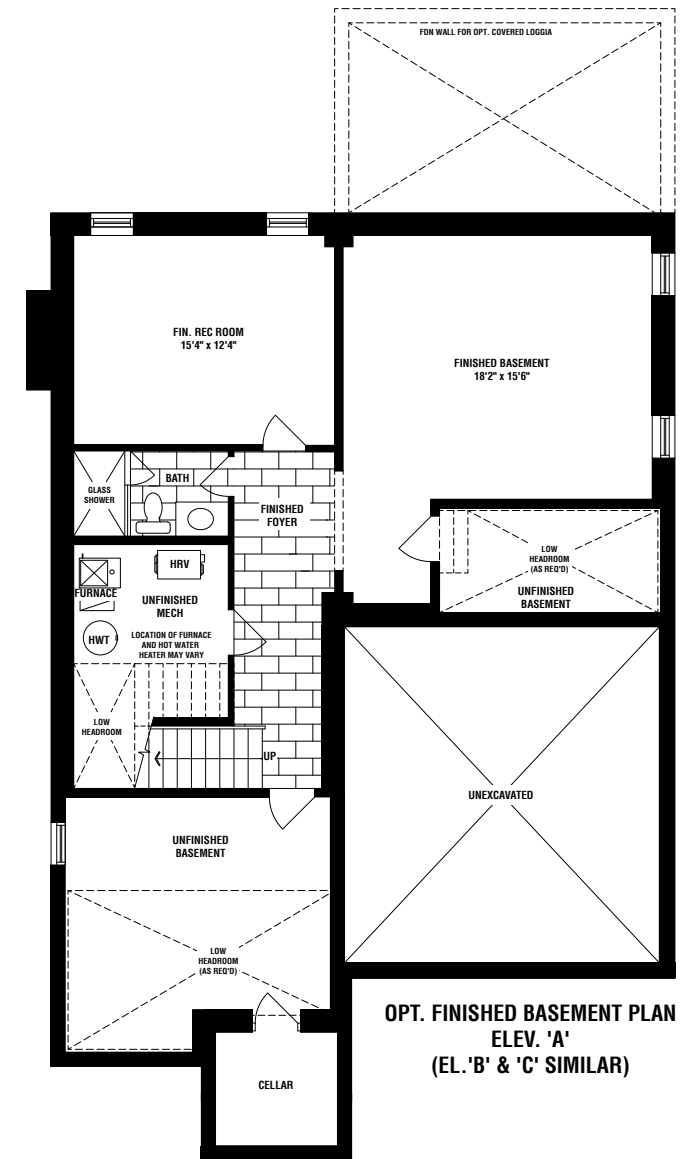 FDN WALL FOR OPT. COVERED LOGGIA
FIN. REC ROOM
15'4" x 12'4"
FINISHED BASEMENT
18'2" x 15'6"
BATH
GLASS
SHOWER
FINISHED
FOYER
LOW
HEADROOM
(AS REQ'D)
UNFINISHED
BASEMENT
HRV
FURNACE
UNFINISHED
MECH
HWT
LOCATION OF FURNACE
AND HOT WATER
HEATER MAY VARY
LOW
HEADROOM
UP
UNEXCAVATED
UNFINISHED
BASEMENT
LOW
HEADROOM
(AS REQ'D)
CELLAR
OPT. FINISHED BASEMENT PLAN
ELEV. 'A'
(EL.'B' & 'C' SIMILAR)